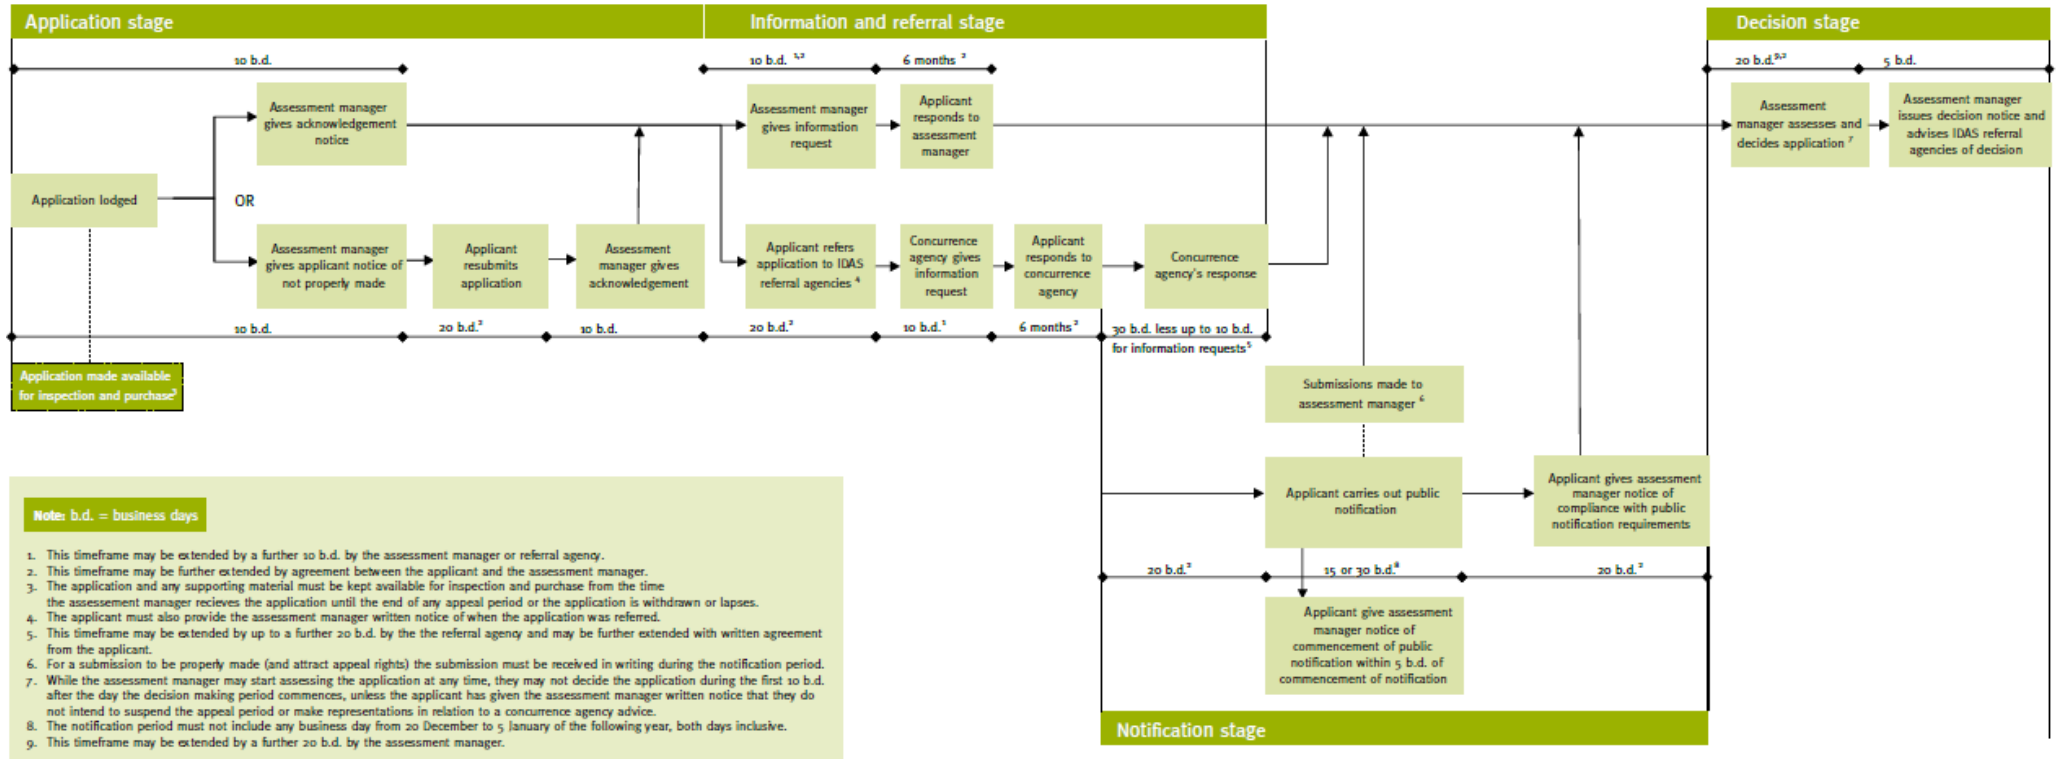 Application stage
Information and referral stage
Decision stage
10 b.d.
10 b.d. 1,2
6 months 2
20 b.d.9,2
5 b.d.
Assessment manager
gives acknowledgement
notice
Assessment manager
gives information
request
Applicant
responds to
assessment
manager
Assessment
manager assesses and
decides application 7
Assessment manager
issues decision notice and
advises IDAS referral
agencies of decision
Application lodged
OR
Assessment manager
gives applicant notice of
not properly made
Applicant
resubmits
application
Assessment
manager gives
acknowledgement
Applicant refers
application to IDAS
referral agencies 4
Concurrence
agency gives
information
request
Applicant
responds to
concurrence
agency
Concurrence
agency's response
10 b.d.
20 b.d.2
10 b.d.
20 b.d.2
10 b.d.1
6 months 2
30 b.d. less up to 10 b.d.
for information requests5
Application made available
for inspection and purchase3
Submissions made to
assessment manager 6
Applicant carries out public
notification
Applicant gives assessment
manager notice of
compliance with public
notification requirements
20 b.d.2
15 or 30 b.d.8
20 b.d.2
Applicant give assessment
manager notice of
commencement of public
notification within 5 b.d. of
commencement of notification
Notification stage
Note: b.d. = business days
1. This timeframe may be extended by a further 10 b.d. by the assessment manager or referral agency.
2. This timeframe may be further extended by agreement between the applicant and the assessment manager.
3. The application and any supporting material must be kept available for inspection and purchase from the time
the assessement manager recieves the application until the end of any appeal period or the application is withdrawn or lapses.
4. The applicant must also provide the assessment manager written notice of when the application was referred.
5. This timeframe may be extended by up to a further 20 b.d. by the the referral agency and may be further extended with written agreement
from the applicant.
6. For a submission to be properly made (and attract appeal rights) the submission must be received in writing during the notification period.
7. While the assessment manager may start assessing the application at any time, they may not decide the application during the first 10 b.d.
after the day the decision making period commences, unless the applicant has given the assessment manager written notice that they do
not intend to suspend the appeal period or make representations in relation to a concurrence agency advice.
8. The notification period must not include any business day from 20 December to 5 January of the following year, both days inclusive.
9. This timeframe may be extended by a further 20 b.d. by the assessment manager.